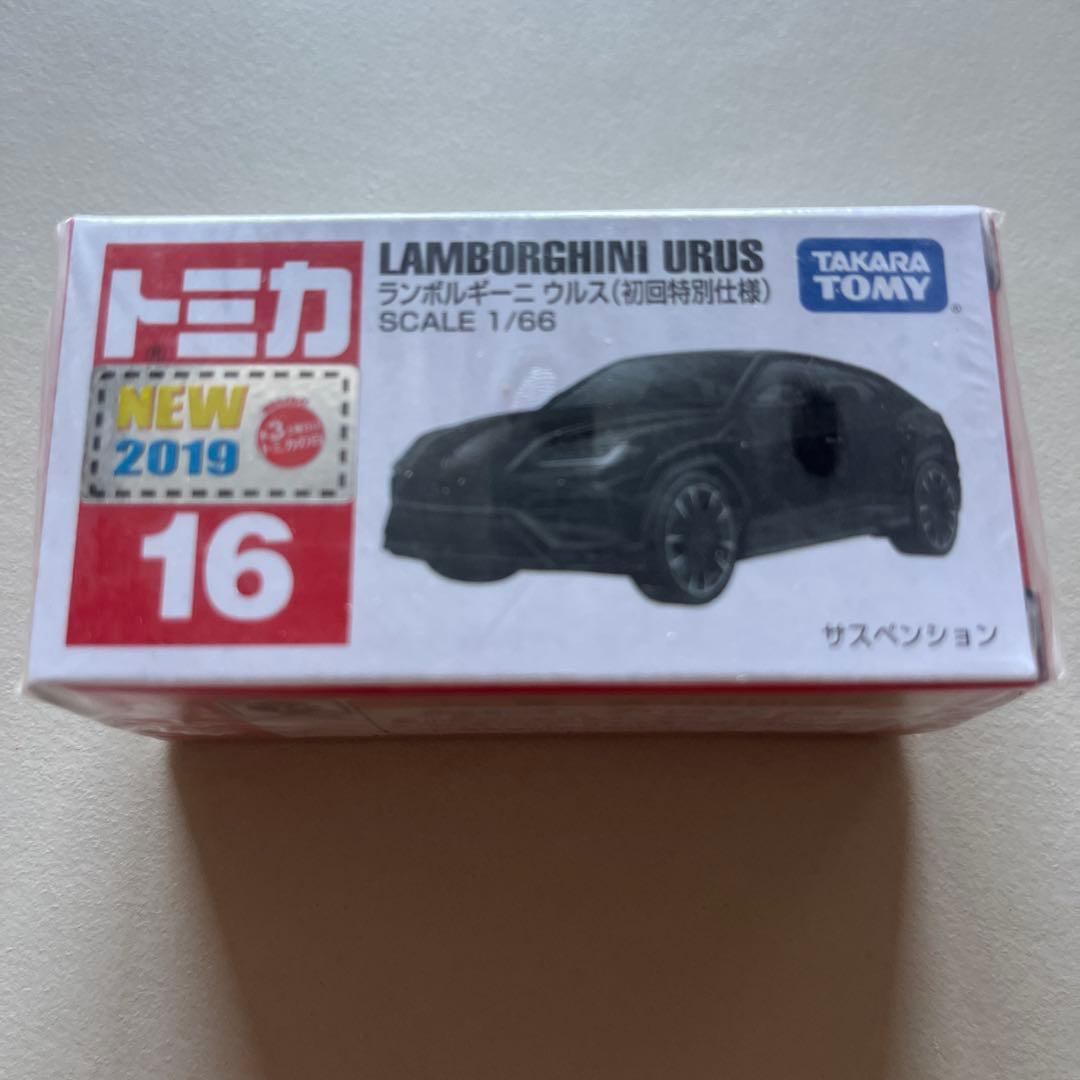 トミカ
NEW
2019
16
LAMBORGHINI URUS
ランボルギーニ ウルス(初回特別仕様)
SCALE 1/66
TAKARA
TOMY
サスペンション